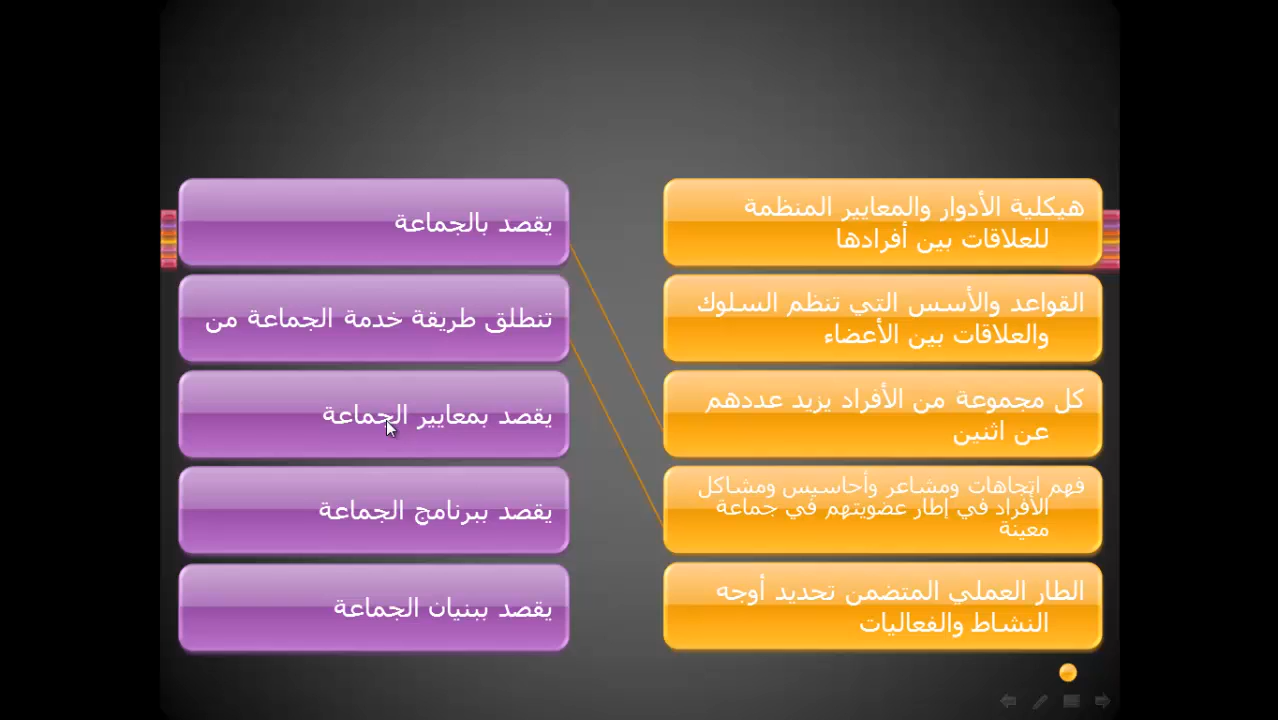 هيكلية الأدوار والمعايير المنظمة
للعلاقات بين أفرادها
القواعد والأسس التي تنظم السلوك
والعلاقات بين الأعضاء
كل مجموعة من الأفراد يزيد عددهم
عن اثنين
فهم اتجاهات ومشاعر وأحاسيس ومشاكل
الأفراد في إطار عضويتهم في جماعة
معينة
الطار العملي المتضمن تحديد أوجه
النشاط والفعاليات
يقصد بالجماعة
تنطلق طريقة خدمة الجماعة من
يقصد بمعايير الجماعة
يقصد ببرنامج الجماعة
يقصد ببنيان الجماعة